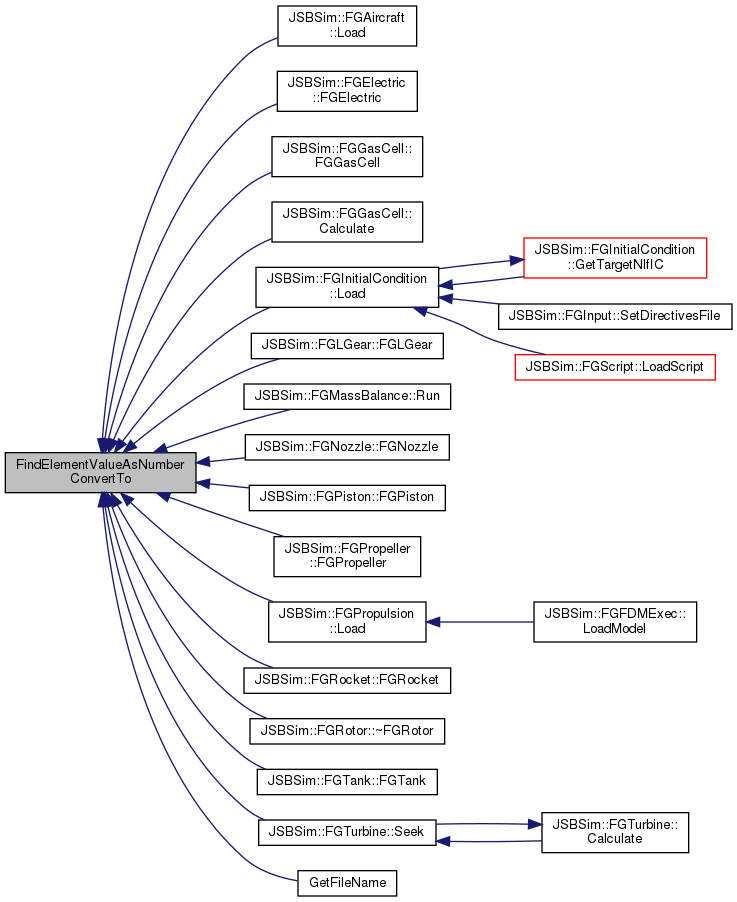 JSBSim::FGAircraft
::Load
JSBSim::FGElectric
::FGElectric
JSBSim::FGGasCell::
FGGasCell
JSBSim::FGGasCell::
Calculate
JSBSim::FGInitialCondition
::GetTargetNlfIC
JSBSim::FGInitialCondition
::Load
JSBSim::FGInput::SetDirectivesFile
JSBSim::FGLGear::FGLGear
JSBSim::FGScript::LoadScript
JSBSim::FGMassBalance::Run
JSBSim::FGNozzle::FGNozzle
FindElementValueAsNumber
ConvertTo
JSBSim::FGPiston::FGPiston
JSBSim::FGPropeller
::FGPropeller
JSBSim::FGPropulsion
::Load
JSBSim::FGFDMExec::
LoadModel
JSBSim::FGRocket::FGRocket
JSBSim::FGRotor::~FGRotor
JSBSim::FGTank::FGTank
JSBSim::FGTurbine::Seek
JSBSim::FGTurbine::
Calculate
GetFileName